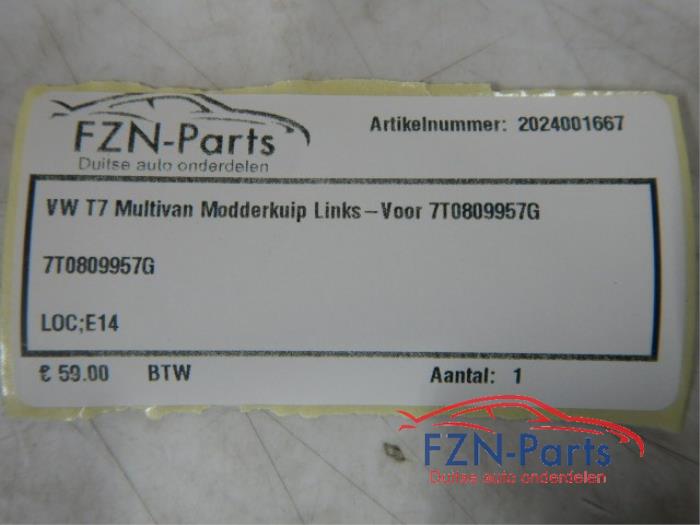 FZN-Parts
Duitse auto onderdelen
Artikelnummer: 2024001667
VW T7 Multivan Modderkuip Links-Voor 7T0809957G
7T0809957G
LOC;E14
€ 59.00 BTW Aantal: 1
FZN-Parts
Duitse auto onderdelen